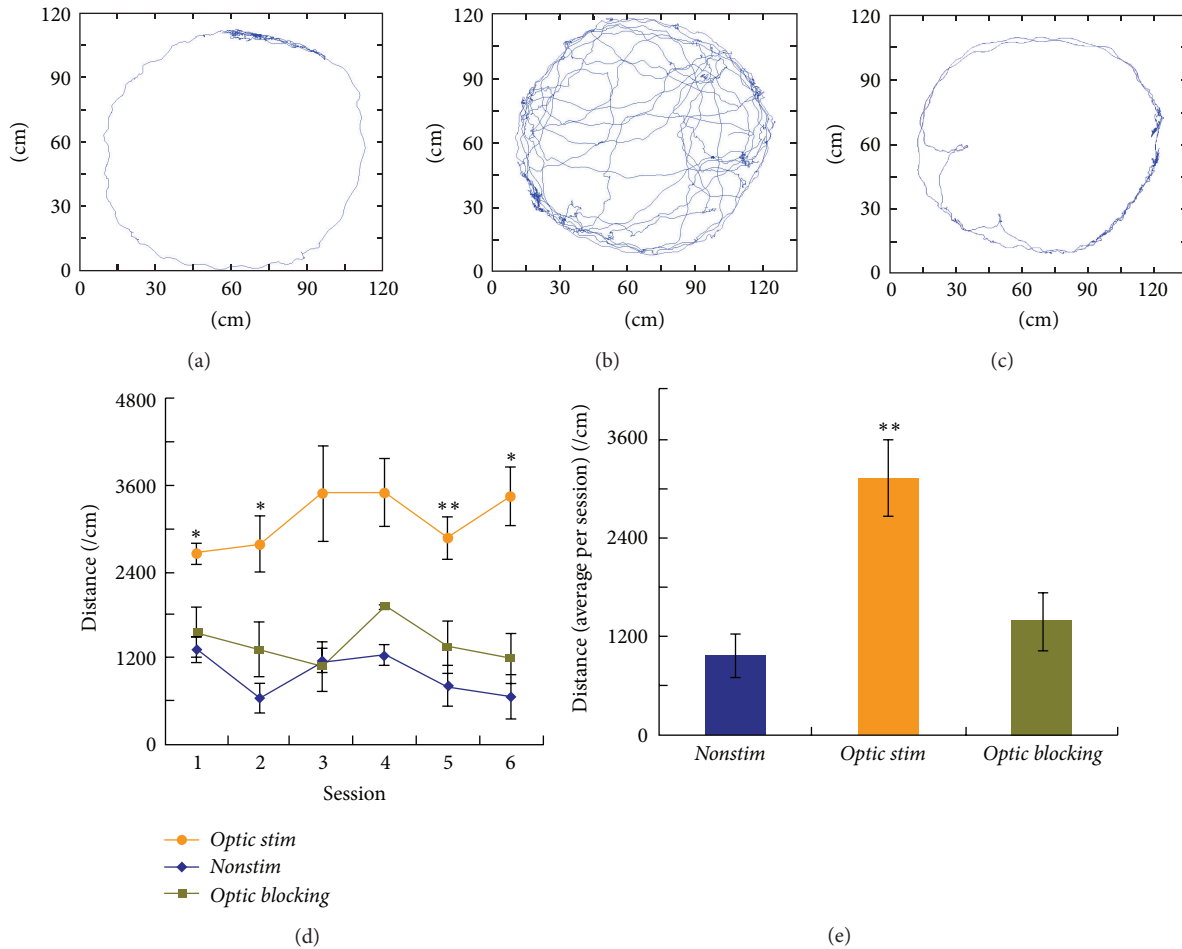 120
90
60
30
0
(cm)
0 30 60 90 120
(cm)
(a)
120
90
60
30
0
(cm)
0 30 60 90 120
(cm)
(b)
120
90
60
30
0
(cm)
0 30 60 90 120
(cm)
(c)
4800
3600
2400
1200
0
Distance (/cm)
*
*
**
*
1 2 3 4 5 6
Session
Optic stim
Nonstim
Optic blocking
(d)
3600
2400
1200
0
Distance (average per session) (/cm)
**
Nonstim Optic stim Optic blocking
(e)